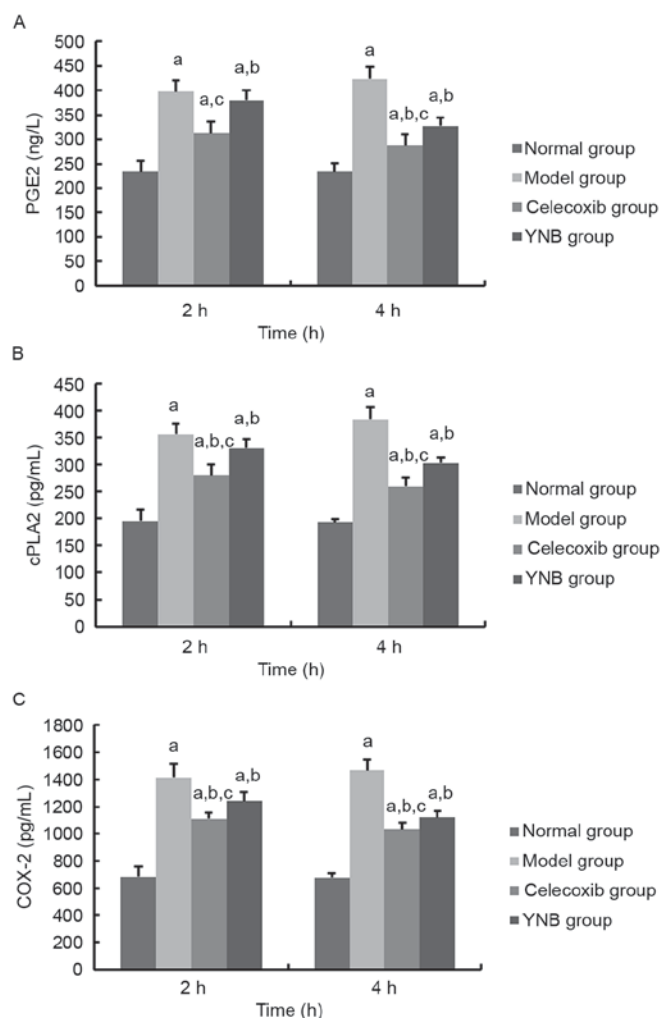 A
PGE2 (ng/L)
500
450
400
350
300
250
200
150
100
50
0
a
a,c
a,b
a
a,b,c
a,b
2 h
4 h
Time (h)
Normal group
Model group
Celecoxib group
YNB group
B
cPLA2 (pg/mL)
450
400
350
300
250
200
150
100
50
0
a
a,b,c
a,b
a
a,b,c
a,b
2 h
4 h
Time (h)
Normal group
Model group
Celecoxib group
YNB group
C
COX-2 (pg/mL)
1800
1600
1400
1200
1000
800
600
400
200
0
a
a,b,c
a,b
a
a,b,c
a,b
2 h
4 h
Time (h)
Normal group
Model group
Celecoxib group
YNB group